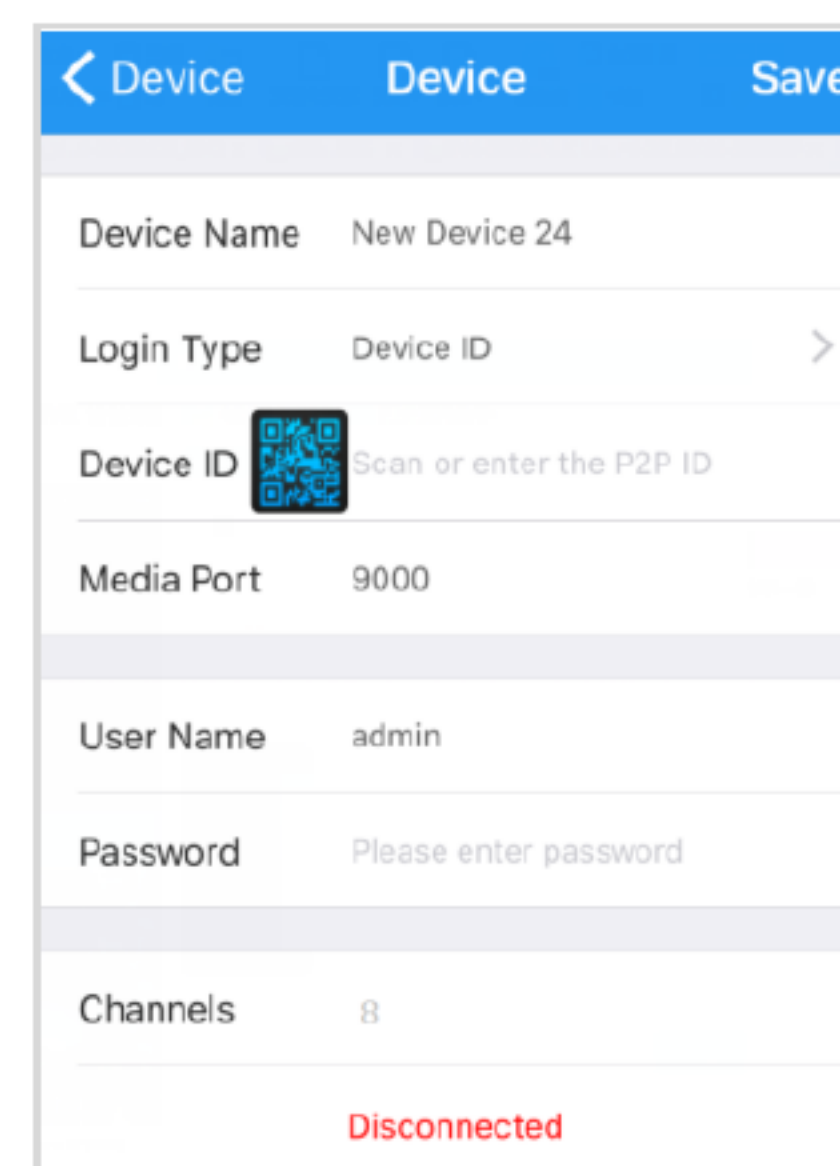 Device Device Save
Device Name New Device 24
Login Type Device ID
Device ID Scan or enter the P2P ID
Media Port 9000
User Name admin
Password Please enter password
Channels 8
Disconnected